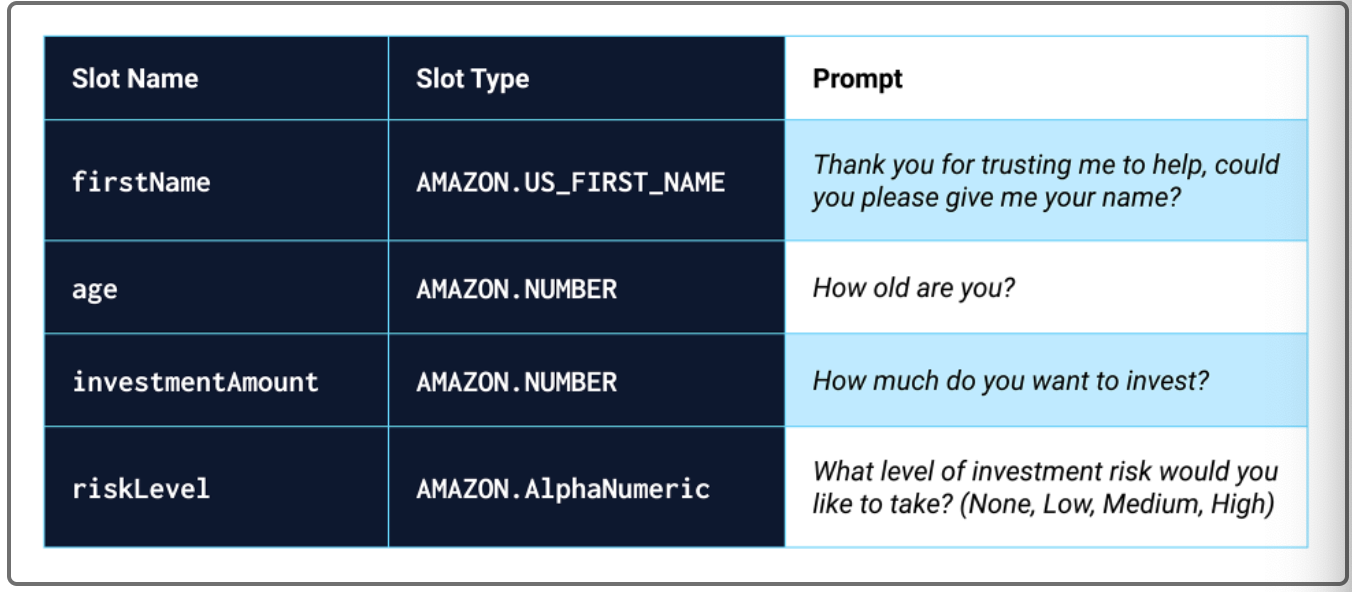 Slot Name
Slot Type
Prompt
firstName
AMAZON.US_FIRST_NAME
Thank you for trusting me to help, could
you please give me your name?
age
AMAZON.NUMBER
How old are you?
investmentAmount
AMAZON.NUMBER
How much do you want to invest?
riskLevel
AMAZON.AlphaNumeric
What level of investment risk would you
like to take? (None, Low, Medium, High)